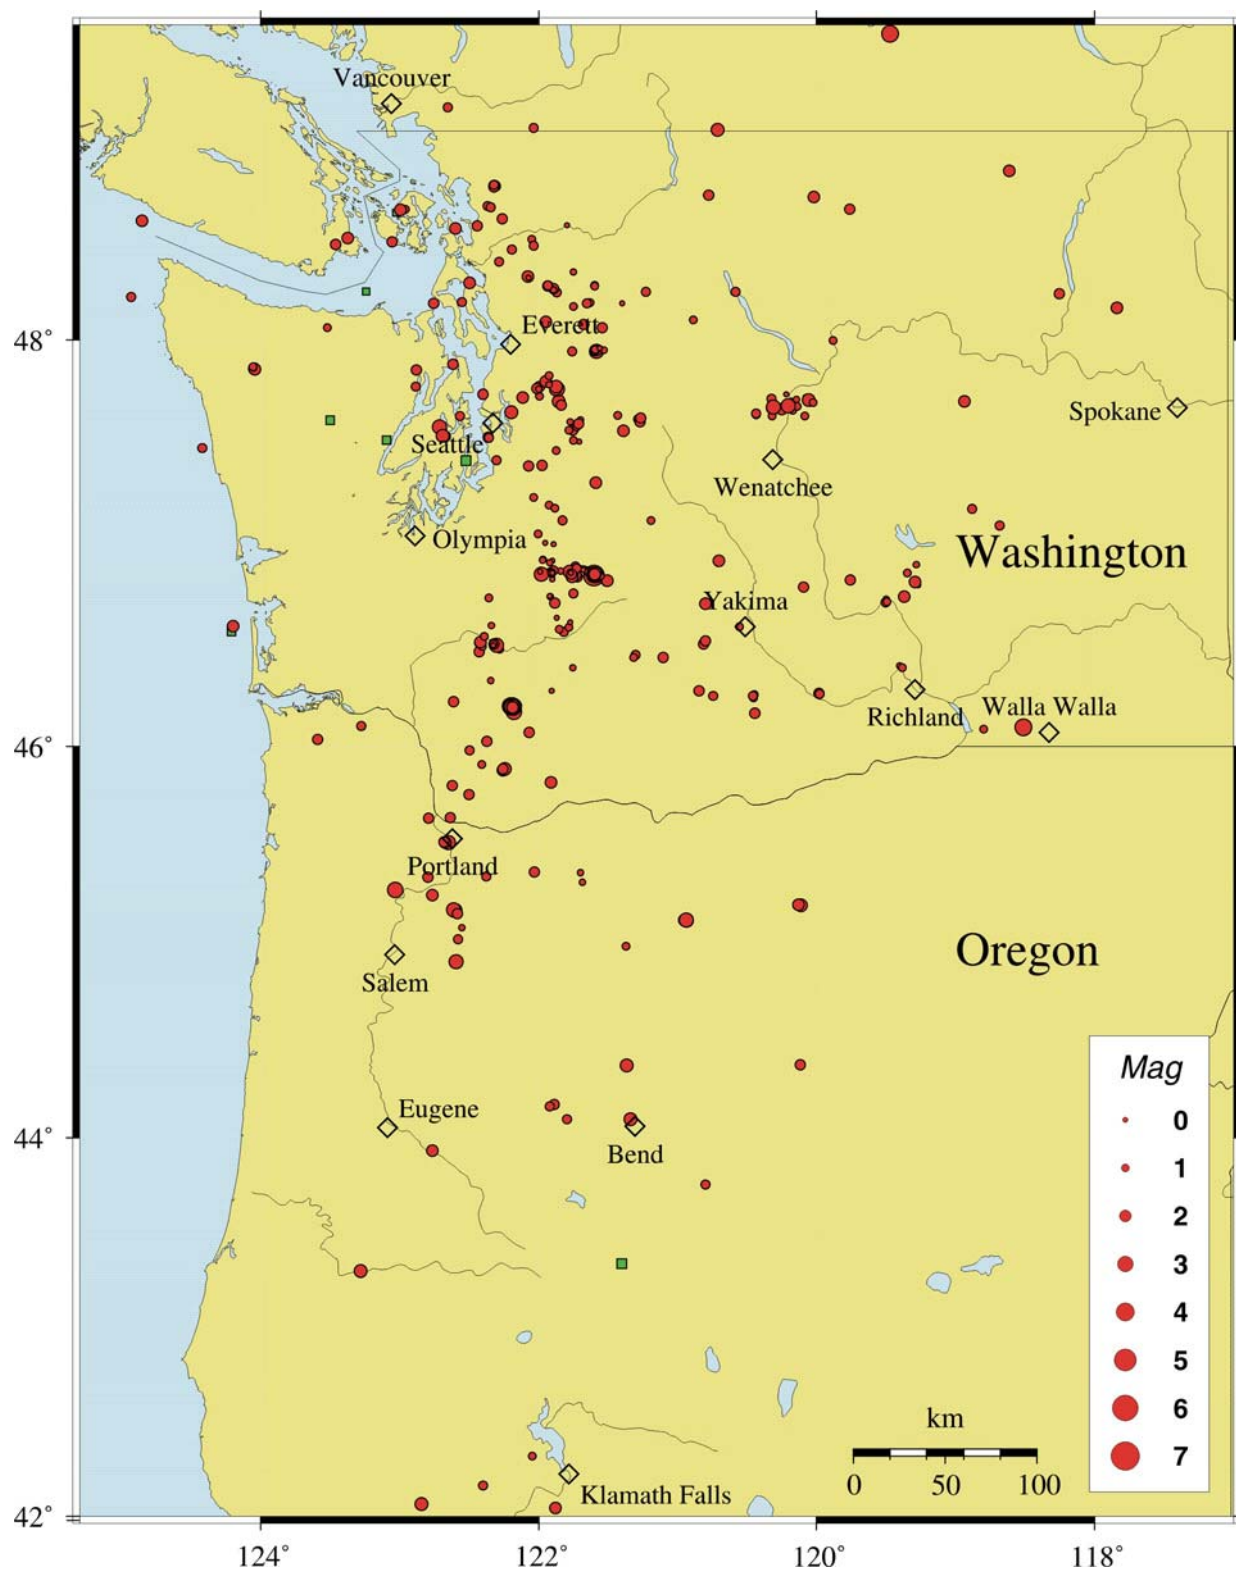 Vancouver
48°
Everett
Spokane
Seattle
Wenatchee
Olympia
Washington
Yakima
Richland
Walla Walla
46°
Portland
Oregon
Salem
Mag
0
1
2
3
4
5
6
7
Eugene
44°
Bend
km
0 50 100
Klamath Falls
42°
124° 122° 120° 118°